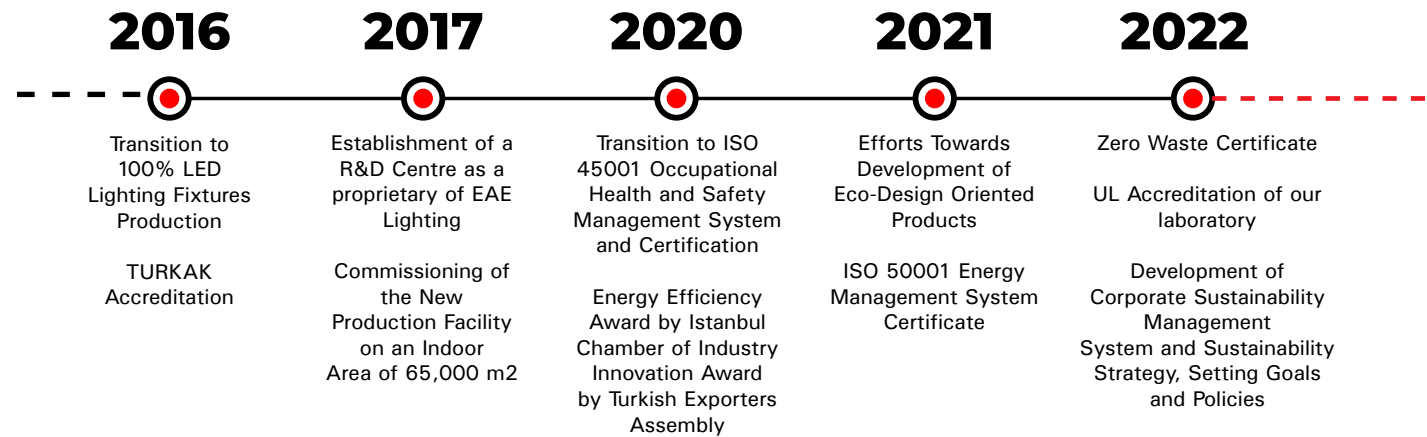 2016
Transition to
100% LED
Lighting Fixtures
Production
TURKAK
Accreditation
2017
Establishment of a
R&D Centre as a
proprietary of EAE
Lighting
Commissioning of
the New
Production Facility
on an Indoor
Area of 65,000 m2
2020
Transition to ISO
45001 Occupational
Health and Safety
Management System
and Certification
Energy Efficiency
Award by Istanbul
Chamber of Industry
Innovation Award
by Turkish Exporters
Assembly
2021
Efforts Towards
Development of
Eco-Design Oriented
Products
ISO 50001 Energy
Management System
Certificate
2022
Zero Waste Certificate
UL Accreditation of our
laboratory
Development of
Corporate Sustainability
Management
System and Sustainability
Strategy, Setting Goals
and Policies